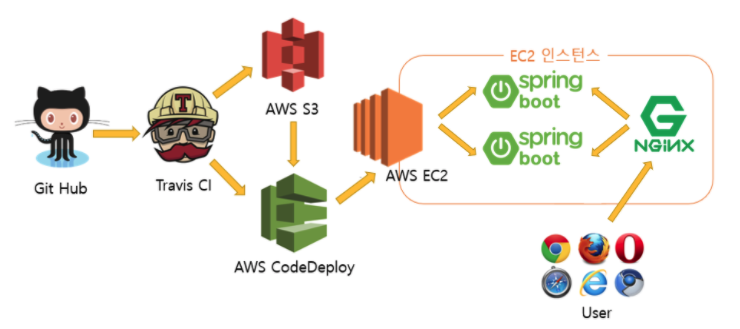 EC2 인스턴스
spring
boot
spring
boot
NGiNX
T
AWS S3
AWS EC2
Git Hub
Travis CI
AWS CodeDeploy
User